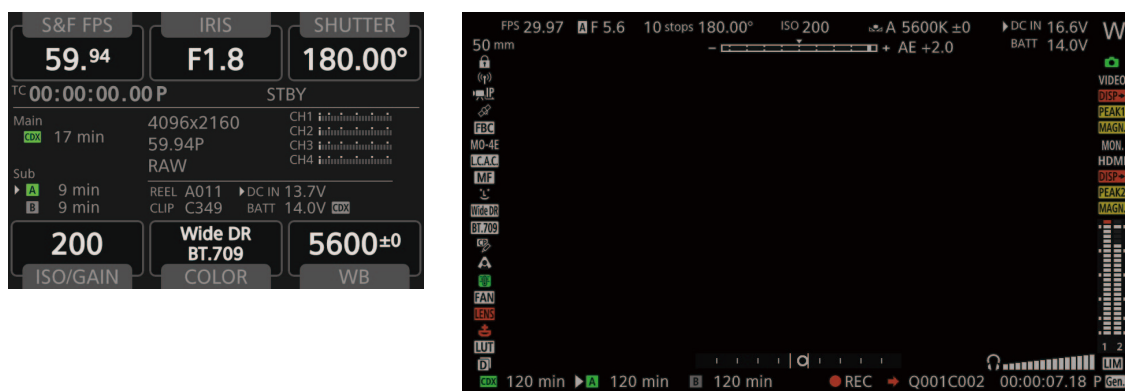 S&F FPS IRIS SHUTTER
59.94 F1.8 180.00°
TC 00:00:00.00P STBY
Main
CDX 17 min
4096x2160
59.94P
RAW
CH1
CH2
CH3
CH4
Sub
A 9 min
B 9 min
REEL A011 DC IN 13.7V
CLIP C349 BATT 14.0V CDX
200 Wide DR BT.709 5600±0
ISO/GAIN COLOR WB
FPS 29.97 A F 5.6 10 stops 180.00° ISO 200 A 5600K ±0 DC IN 16.6V W
50 mm - + AE +2.0 BATT 14.0V
IP
FBC
MO-4E
L.C.A.C
MF
L
Wide DR
BT.709
CP
A
FAN
LENS
LUT
D
VIDEO
DISP+
PEAK1
MAGN.
MON.
HDMI
DISP+
PEAK2
MAGN.
1 2
LIM
CDX 120 min A 120 min B 120 min REC Q001C002 00:00:07.18 P Gen.